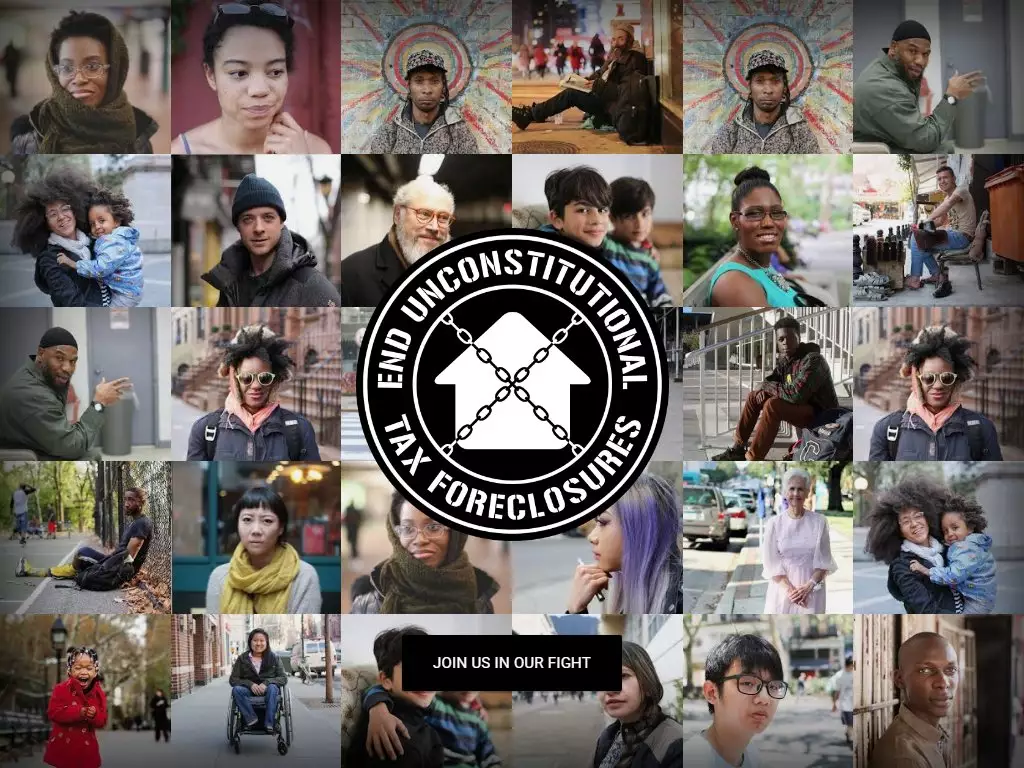 END UNCONSTITUTIONAL
TAX FORECLOSURES
JOIN US IN OUR FIGHT